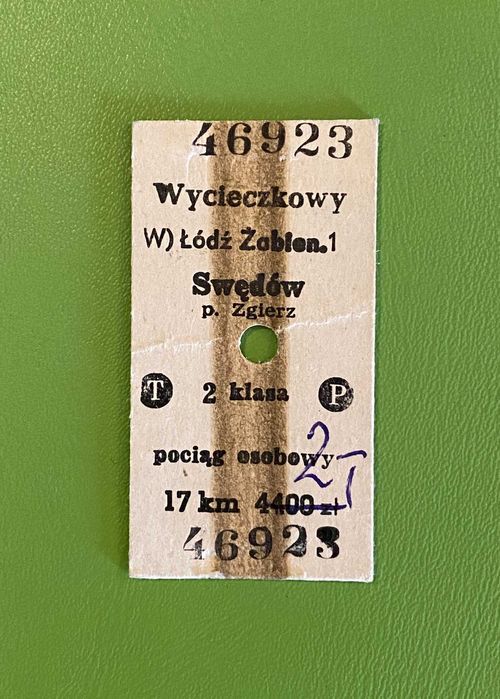 46923
Wycieczkowy
W) Łódź Żabien.1
Swędów
p. Zgierz
T 2 klasa P
pociąg osobowy
2,-
17 km 4400 zł
46923